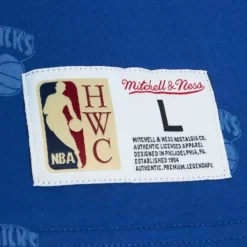 NICKS
Mitchell & Ness
HWC
NBA
L
MITCHELL & NESS NOSTALGIA CO.
AUTHENTIC LICENSED APPAREL
DESIGNED IN PHILADELPHIA, PA
ESTABLISHED 1904
AUTHENTIC. PREMIUM. LEGENDARY.